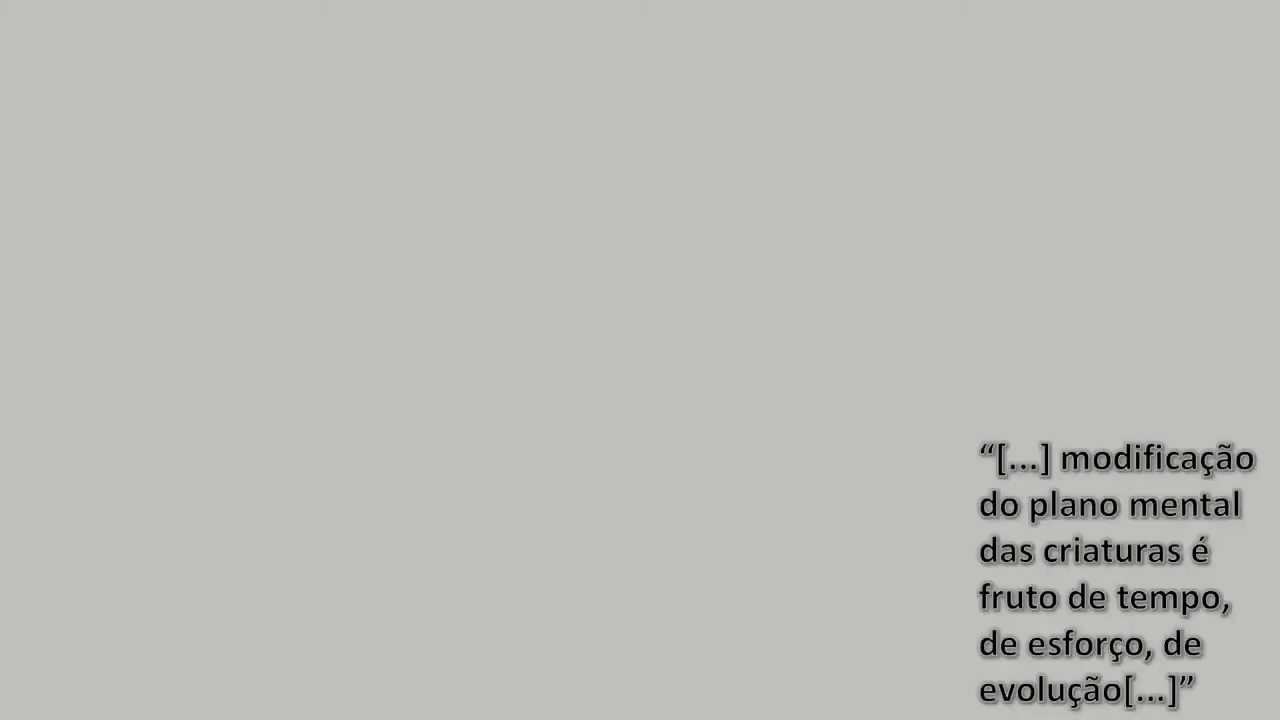 “[...] modificação
do plano mental
das criaturas é
fruto de tempo,
de esforço, de
evolução[...]”